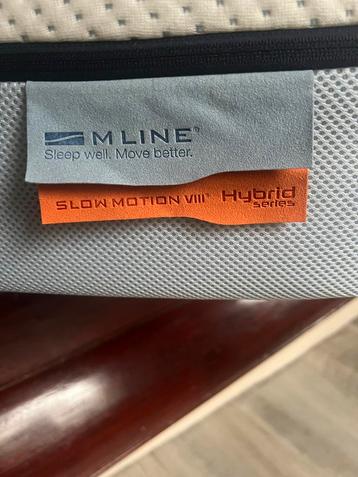 M LINE®
Sleep well. Move better.
SLOW MOTION VIII Hybrid
series